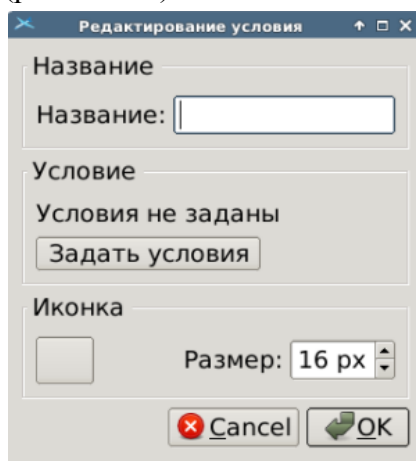 Редактирование условия
Название
Название:
Условие
Условия не заданы
Задать условия
Иконка
Размер: 16 px
Cancel OK